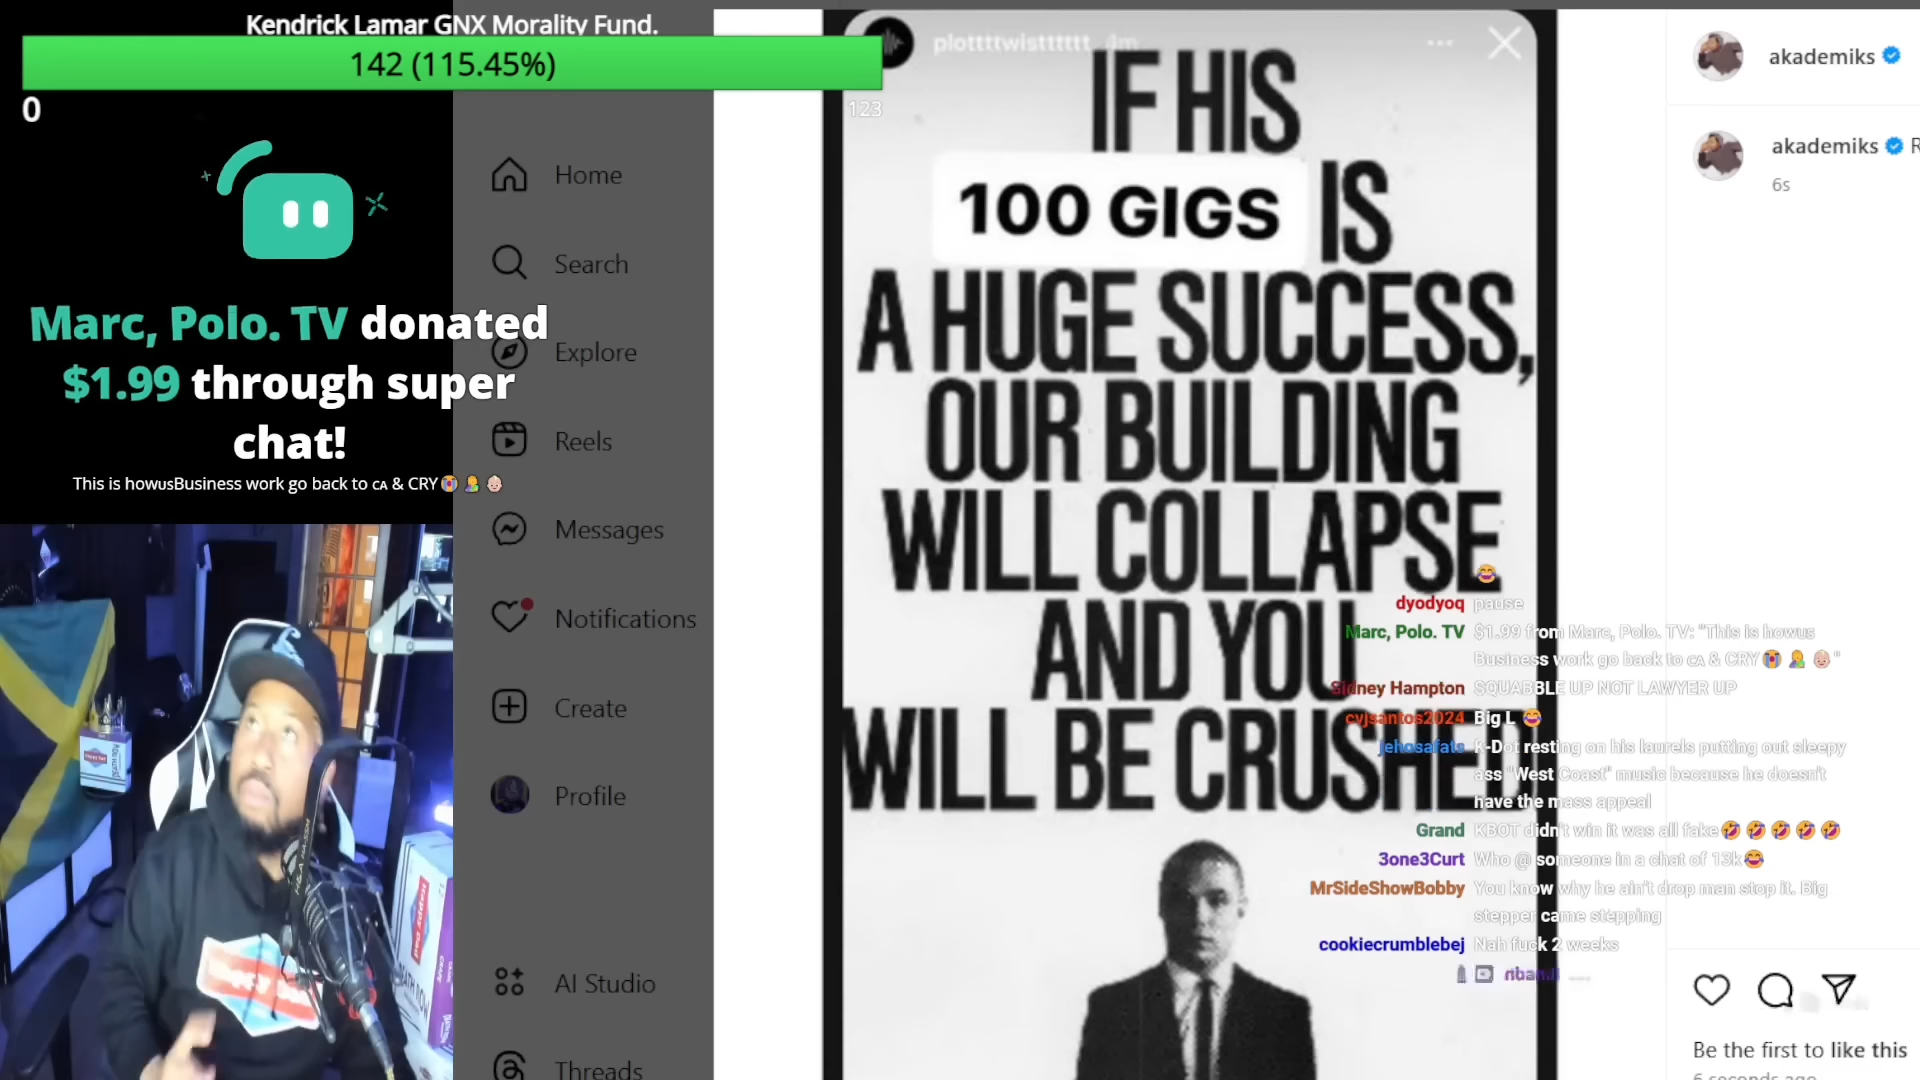 Kendrick Lamar GNX Morality Fund.
142 (115.45%)
0
123
Marc, Polo. TV donated
$1.99 through super
chat!
This is howusBusiness work go back to CA & CRY😭🤱👶🏻
Home
Search
Explore
Reels
Messages
Notifications
Create
Profile
AI Studio
Threads
plottttwistttttt 4m
IF HIS
100 GIGS IS
A HUGE SUCCESS,
OUR BUILDING
WILL COLLAPSE
AND YOU
WILL BE CRUSHED
😂
dyodyoq pause
Marc, Polo. TV $1.99 from Marc, Polo. TV: "This is howus
Business work go back to CA & CRY😭🤱👶🏻"
Sidney Hampton SQUABBLE UP NOT LAWYER UP
cvjsantos2024 Big L 😂
jehosafats K-Dot resting on his laurels putting out sleepy
ass "West Coast" music because he doesn't
have the mass appeal
Grand KBOT didn't win it was all fake🤣🤣🤣🤣🤣
3one3Curt Who @ someone in a chat of 13k😂
MrSideShowBobby You know why he ain't drop man stop it. Big
stepper came stepping
cookiecrumblebej Nah fuck 2 weeks
akademiks
akademiks R
6s
Be the first to like this
6 seconds ago